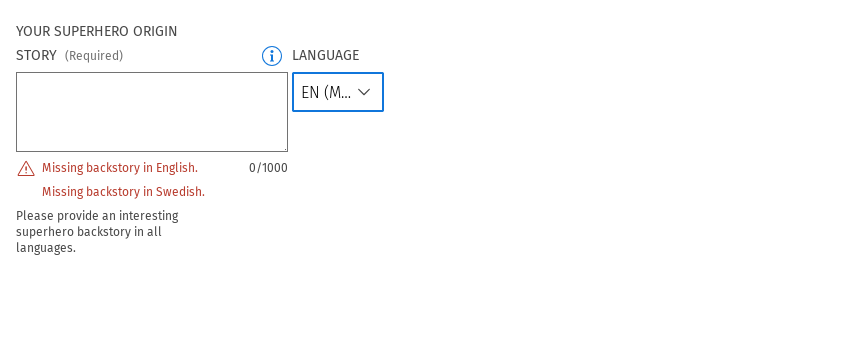 YOUR SUPERHERO ORIGIN
STORY (Required) LANGUAGE
EN (M...
Missing backstory in English. 0/1000
Missing backstory in Swedish.
Please provide an interesting
superhero backstory in all
languages.